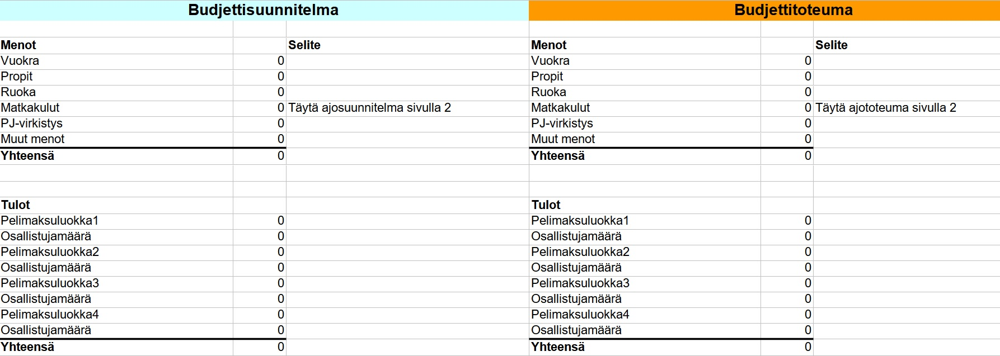 Budjettisuunnitelma Budjettitoteuma
Menot Selite Menot Selite
Vuokra 0 Vuokra 0
Propit 0 Propit 0
Ruoka 0 Ruoka 0
Matkakulut 0 Täytä ajosuunnitelma sivulla 2 Matkakulut 0 Täytä ajototeuma sivulla 2
PJ-virkistys 0 PJ-virkistys 0
Muut menot 0 Muut menot 0
Yhteensä 0 Yhteensä 0
Tulot Tulot
Pelimaksuluokka1 0 Pelimaksuluokka1 0
Osallistujamäärä 0 Osallistujamäärä 0
Pelimaksuluokka2 0 Pelimaksuluokka2 0
Osallistujamäärä 0 Osallistujamäärä 0
Pelimaksuluokka3 0 Pelimaksuluokka3 0
Osallistujamäärä 0 Osallistujamäärä 0
Pelimaksuluokka4 0 Pelimaksuluokka4 0
Osallistujamäärä 0 Osallistujamäärä 0
Yhteensä 0 Yhteensä 0